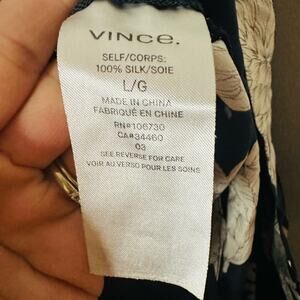 VINCE.
SELF/CORPS:
100% SILK/SOIE
L/G
MADE IN CHINA
FABRIQUÉ EN CHINE
RN#106730
CA#34460
03
SEE REVERSE FOR CARE
VOIR AU VERSO POUR LES SOINS